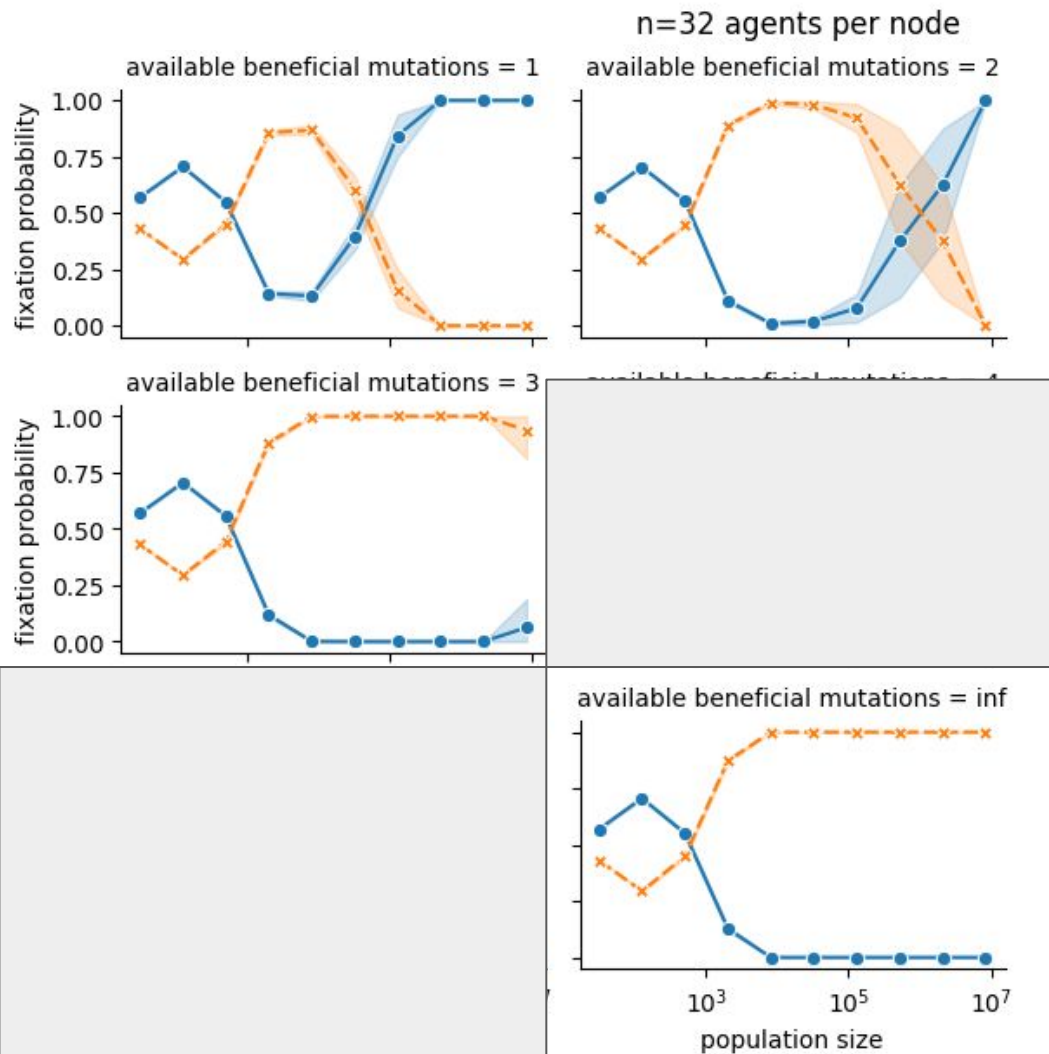 n=32 agents per node
available beneficial mutations = 1
available beneficial mutations = 2
fixation probability
1.00
0.75
0.50
0.25
0.00
available beneficial mutations = 3
fixation probability
1.00
0.75
0.50
0.25
0.00
available beneficial mutations = inf
10³
10⁵
10⁷
population size